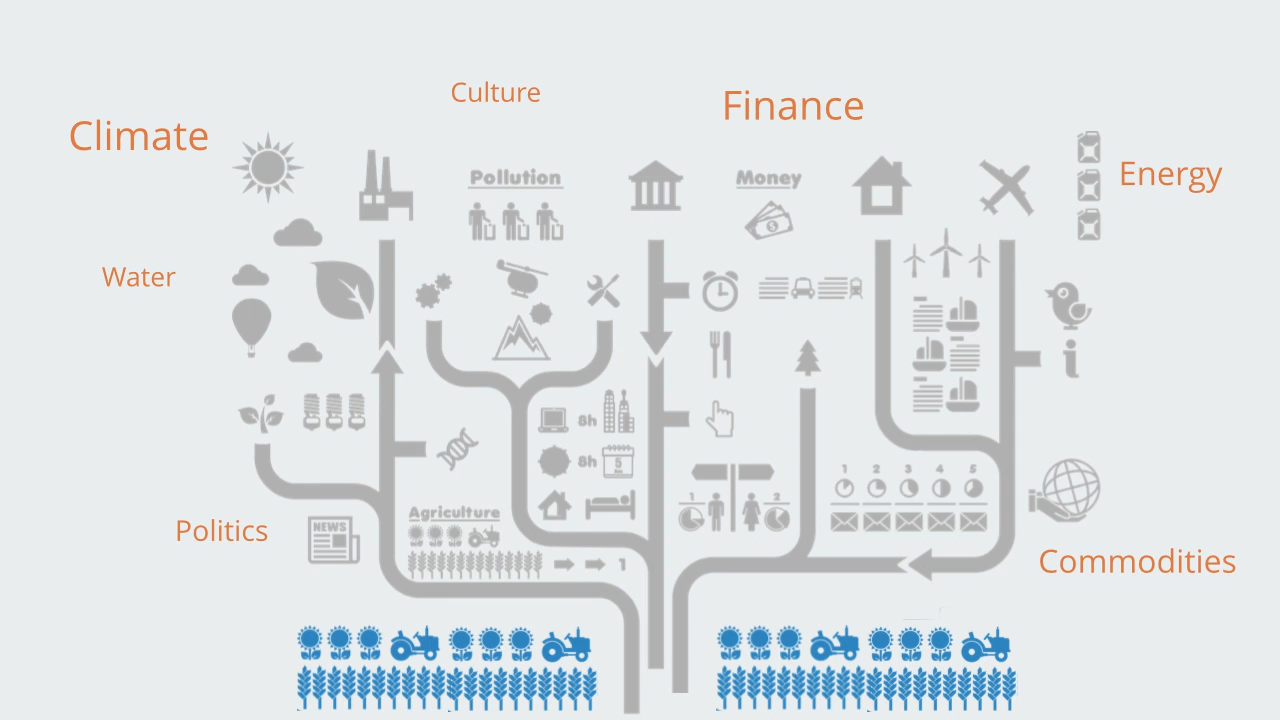 Culture
Finance
Climate
Energy
Pollution
Money
Water
8h
8h
5
1 2 3 4 5
1 2
Agriculture
NEWS
Politics
1
Commodities